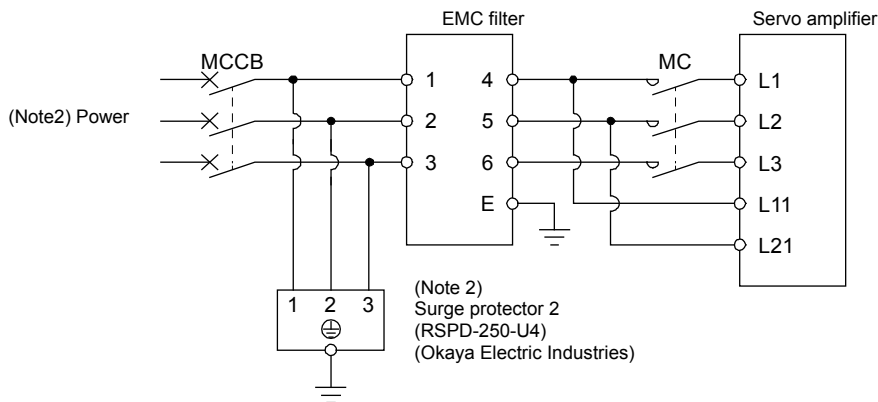 EMC filter
Servo amplifier
MCCB
MC
1
4
L1
(Note2) Power
2
5
L2
3
6
L3
E
L11
L21
1 2 3
(Note 2)
Surge protector 2
(RSPD-250-U4)
(Okaya Electric Industries)